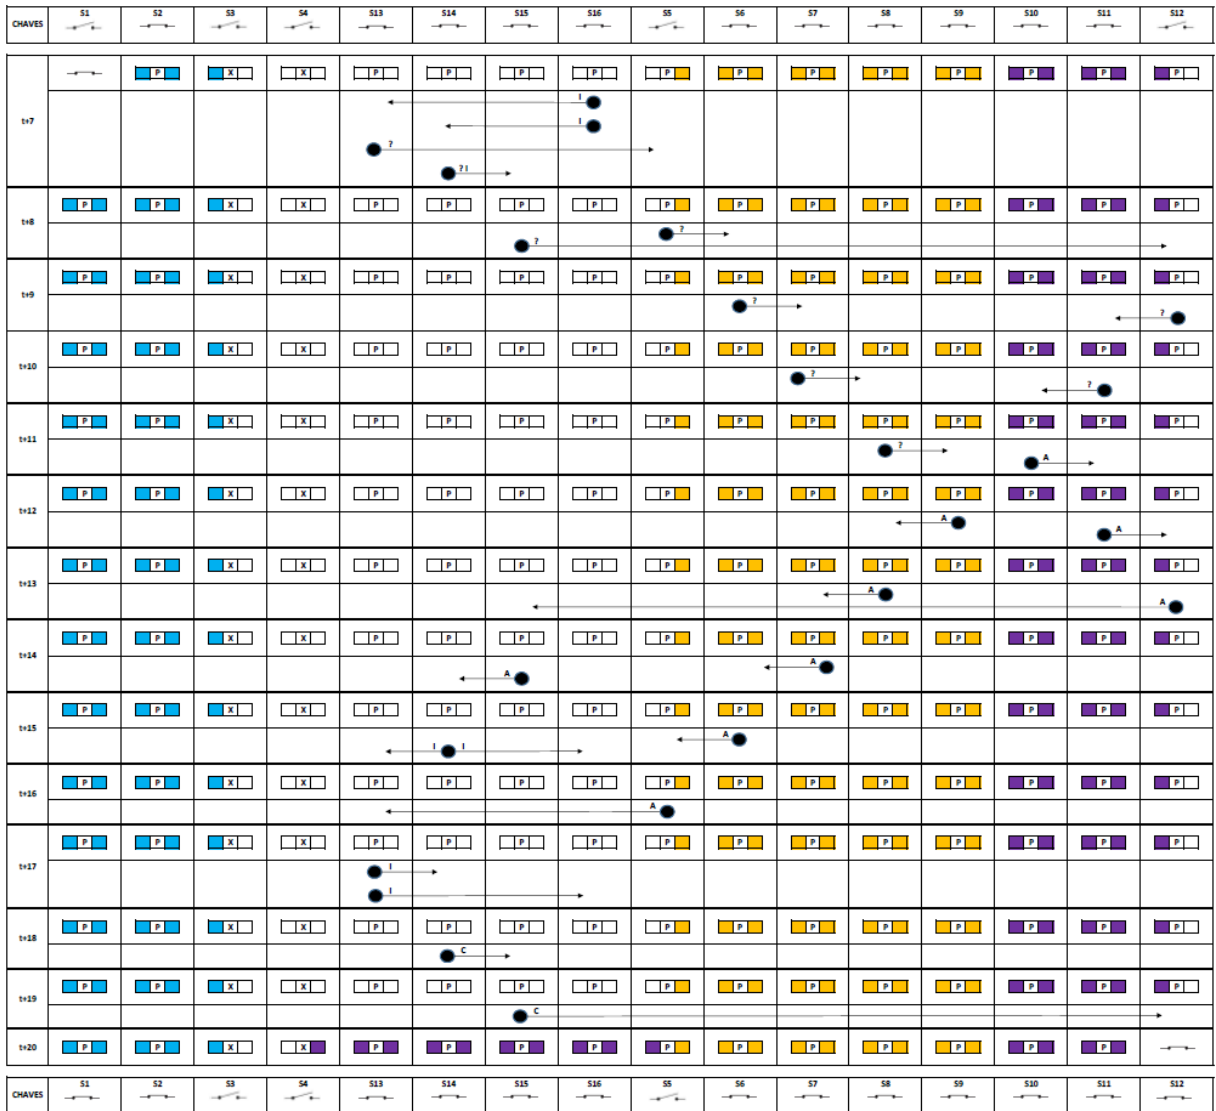 CHAVES S1 S2 S3 S4 S13 S14 S15 S16 S5 S6 S7 S8 S9 S10 S11 S12
P X X P P P P P P P P P P P P
t+7
I
I
?
? I
P P X X P P P P P P P P P P P P
t+8
?
?
P P X X P P P P P P P P P P P P
t+9
?
?
P P X X P P P P P P P P P P P P
t+10
?
?
P P X X P P P P P P P P P P P P
t+11
?
A
P P X X P P P P P P P P P P P P
t+12
A
A
P P X X P P P P P P P P P P P P
t+13
A
A
P P X X P P P P P P P P P P P P
t+14
A
A
P P X X P P P P P P P P P P P P
t+15
A
I I
P P X X P P P P P P P P P P P P
t+16
A
P P X X P P P P P P P P P P P P
t+17
I
I
P P X X P P P P P P P P P P P P
t+18
C
P P X X P P P P P P P P P P P P
t+19
C
t+20 P P X X P P P P P P P P P P P
CHAVES S1 S2 S3 S4 S13 S14 S15 S16 S5 S6 S7 S8 S9 S10 S11 S12